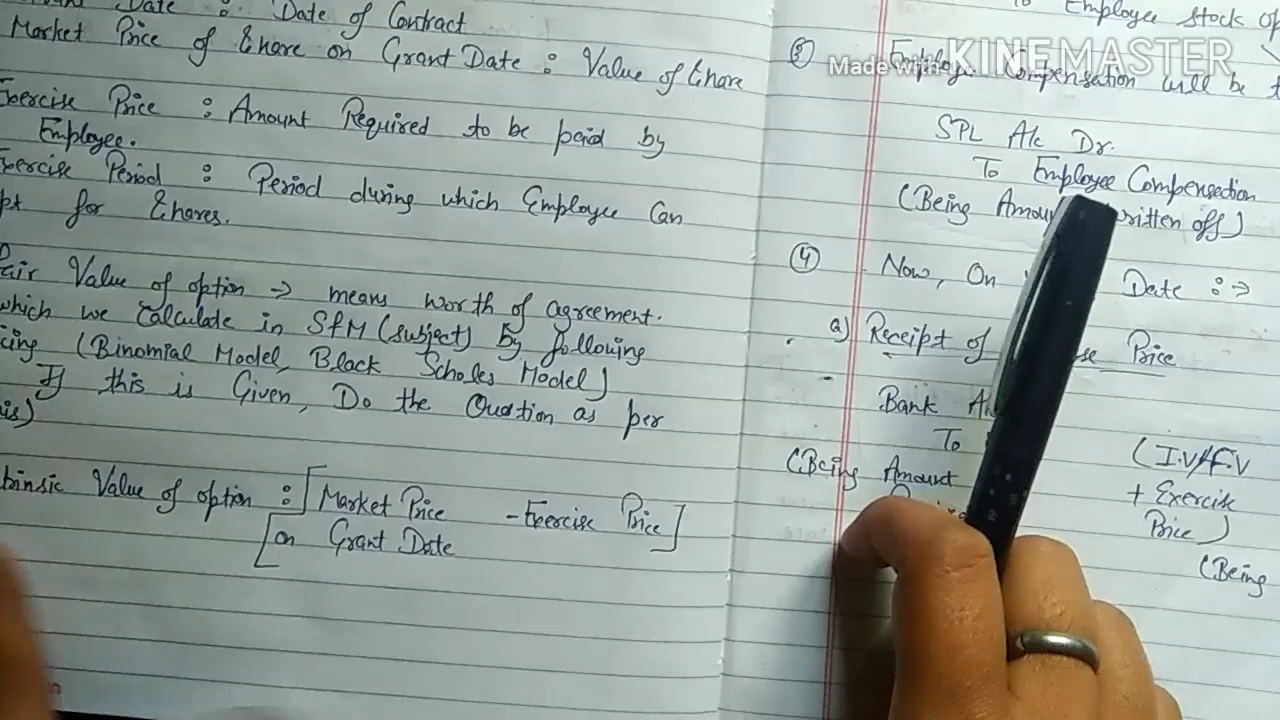 Date : Date of Contract
Market Price of Share on Grant Date : Value of Share
Exercise Price : Amount Required to be paid by
Employee.
Exercise Period : Period during which Employee Can
opt for Shares.
Fair Value of option → means worth of agreement.
which we Calculate in SFM (subject) by following
(Binomial Model, Black Scholes Model)
If this is Given, Do the Question as per
Value of option : [Market Price - Exercise Price]
on Grant Date
To Employee Stock
③ Employee Compensation will be
SPL A/c Dr.
To Employee Compensation
(Being Amount written off)
④ Now, On Date :→
a) Receipt of Price
Bank
To
(Being Amount
(I.V/F.V
+ Exercise
Price)
(Being
Made with KINEMASTER